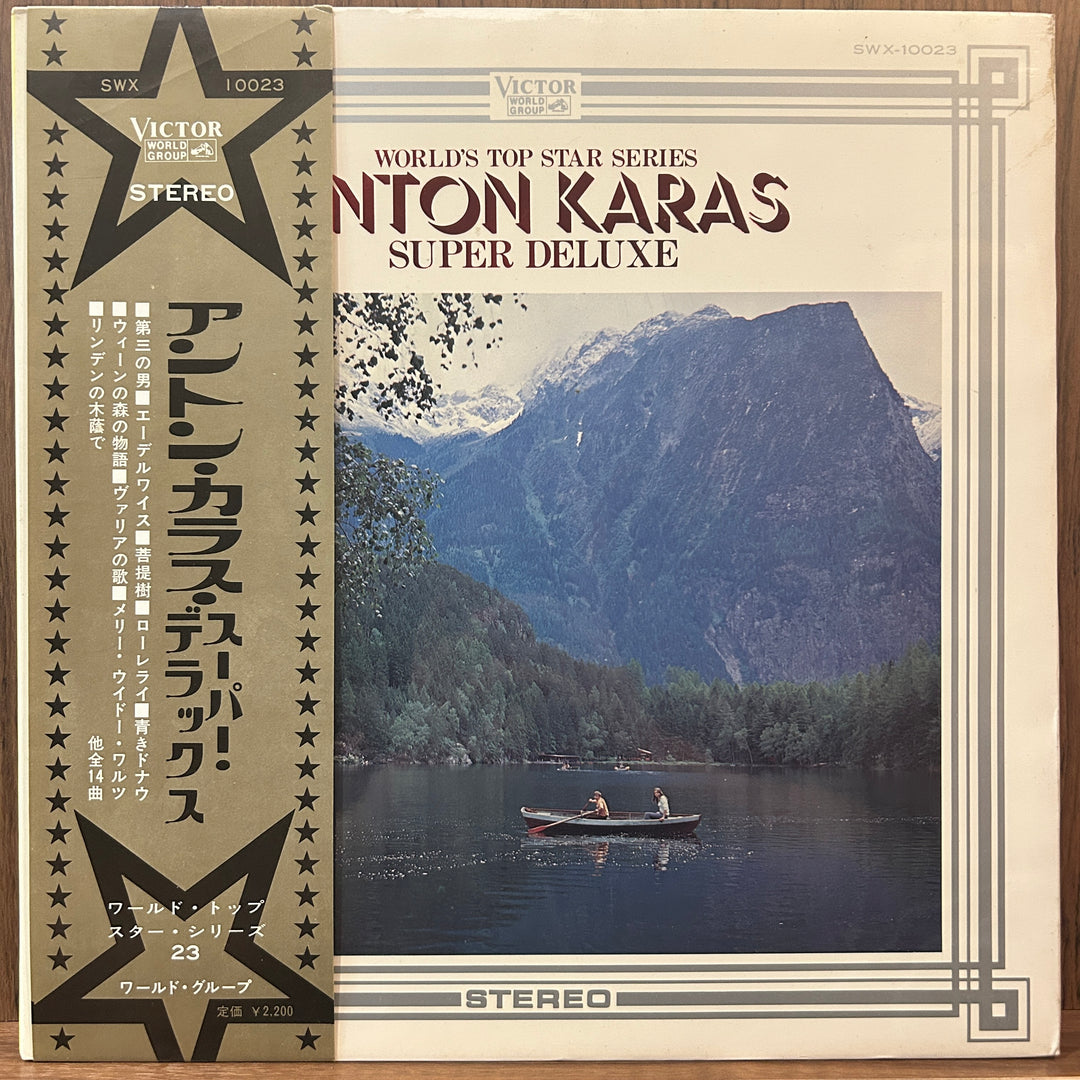 SWX 10023
VICTOR
WORLD
GROUP
STEREO
アントン・カラス・スーパー!
デラックス
■第三の男■エーデルワイス■菩提樹■ローレライ■青きドナウ
■ウィーンの森の物語■ヴァリアの歌■メリー・ウイドー・ワルツ
■リンデンの木蔭で 他全14曲
ワールド・トップ
スター・シリーズ
23
ワールド・グループ
定価 ¥2,200
SWX-10023
VICTOR
WORLD
GROUP
WORLD'S TOP STAR SERIES
NTON KARAS
SUPER DELUXE
STEREO